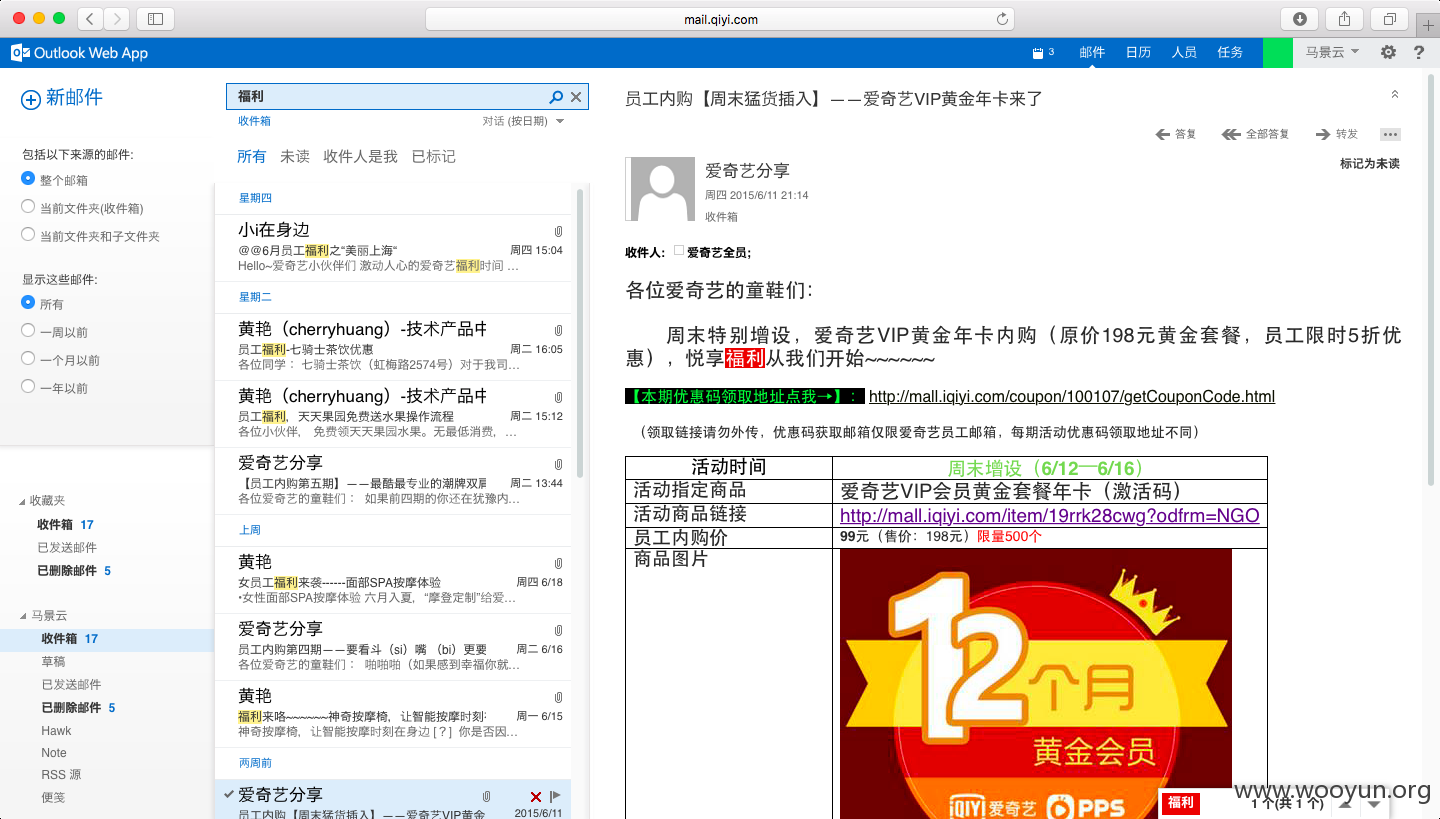 mail.qiyi.com
Outlook Web App
3
邮件
日历
人员
任务
马景云
?
新邮件
包括以下来源的邮件:
整个邮箱
当前文件夹(收件箱)
当前文件夹和子文件夹
显示这些邮件:
所有
一周以前
一个月以前
一年以前
收藏夹
收件箱 17
已发送邮件
已删除邮件 5
马景云
收件箱 17
草稿
已发送邮件
已删除邮件 5
Hawk
Note
RSS 源
便笺
福利
收件箱
对话 (按日期)
所有 未读 收件人是我 已标记
星期四
小i在身边
@@6月员工福利之“美丽上海“ 周四 15:04
Hello~爱奇艺小伙伴们 激动人心的爱奇艺福利时间 ...
星期二
黄艳（cherryhuang）-技术产品中
员工福利-七骑士茶饮优惠 周二 16:05
各位同学： 七骑士茶饮（虹梅路2574号）对于我司...
黄艳（cherryhuang）-技术产品中
员工福利，天天果园免费送水果操作流程 周二 15:12
各位小伙伴， 免费领天天果园水果。无最低消费， ...
爱奇艺分享
【员工内购第五期】——最酷最专业的潮牌双肩 周二 13:44
各位爱奇艺的童鞋们： 如果前四期的你还在犹豫内...
上周
黄艳
女员工福利来袭------面部SPA按摩体验 周四 6/18
•女性面部SPA按摩体验 六月入夏，“摩登定制”给爱...
爱奇艺分享
员工内购第四期——要看斗（si）嘴 （bi）更要 周二 6/16
各位爱奇艺的童鞋们： 啪啪啪（如果感到幸福你就...
黄艳
福利来咯~~~~~~神奇按摩椅，让智能按摩时刻 周一 6/15
神奇按摩椅，让智能按摩时刻在身边 [？] 你是否因...
两周前
爱奇艺分享
员工内购【周末猛货插入】——爱奇艺VIP黄金 2015/6/11
员工内购【周末猛货插入】——爱奇艺VIP黄金年卡来了
答复
全部答复
转发
标记为未读
爱奇艺分享
周四 2015/6/11 21:14
收件箱
收件人: 爱奇艺全员;
各位爱奇艺的童鞋们：
周末特别增设，爱奇艺VIP黄金年卡内购（原价198元黄金套餐，员工限时5折优
惠），悦享福利从我们开始~~~~~~
【本期优惠码领取地址点我→】： http://mall.iqiyi.com/coupon/100107/getCouponCode.html
（领取链接请勿外传，优惠码获取邮箱仅限爱奇艺员工邮箱，每期活动优惠码领取地址不同）
活动时间 周末增设（6/12—6/16）
活动指定商品 爱奇艺VIP会员黄金套餐年卡（激活码）
活动商品链接 http://mall.iqiyi.com/item/19rrk28cwg?odfrm=NGO
员工内购价 99元（售价：198元）限量500个
商品图片
12个月
黄金会员
iQIYI 爱奇艺 PPS
福利 1 个(共 1 个)
www.wooyun.org